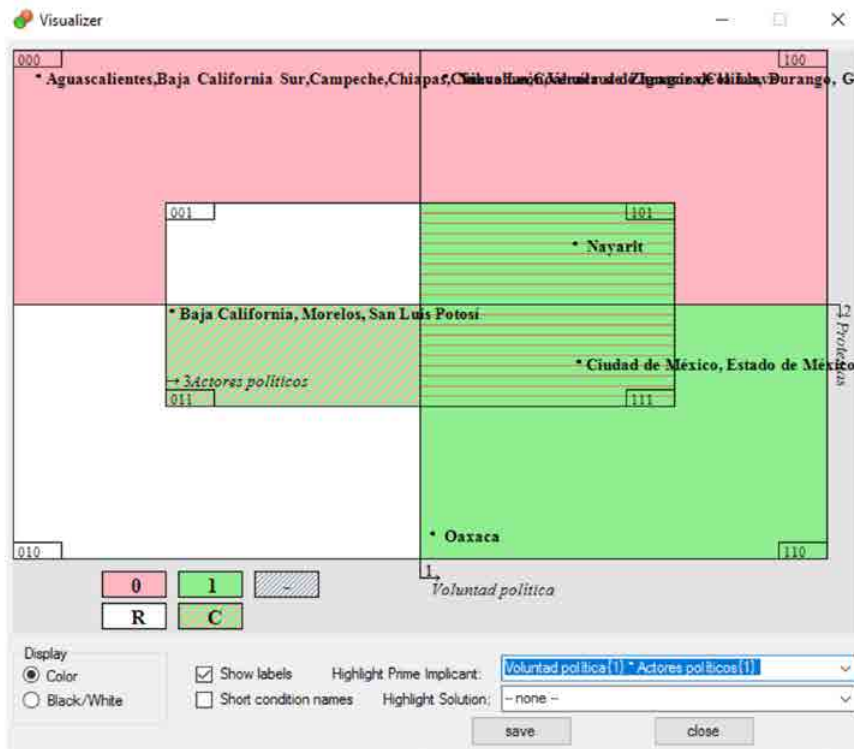 Visualizer
000
100
Aguascalientes,Baja California Sur,Campeche,Chiapas,
Durango, G
001
101
Nayarit
Baja California, Morelos, San Luis Potosí
2
Protestas
Ciudad de México, Estado de México
3Actores políticos
011
111
Oaxaca
010
110
1
Voluntad política
0
1
-
R
C
Display
Color
Black/White
Show labels
Short condition names
Highlight Prime Implicant:
Voluntad política{1} * Actores políticos{1}
Highlight Solution:
-- none --
save
close